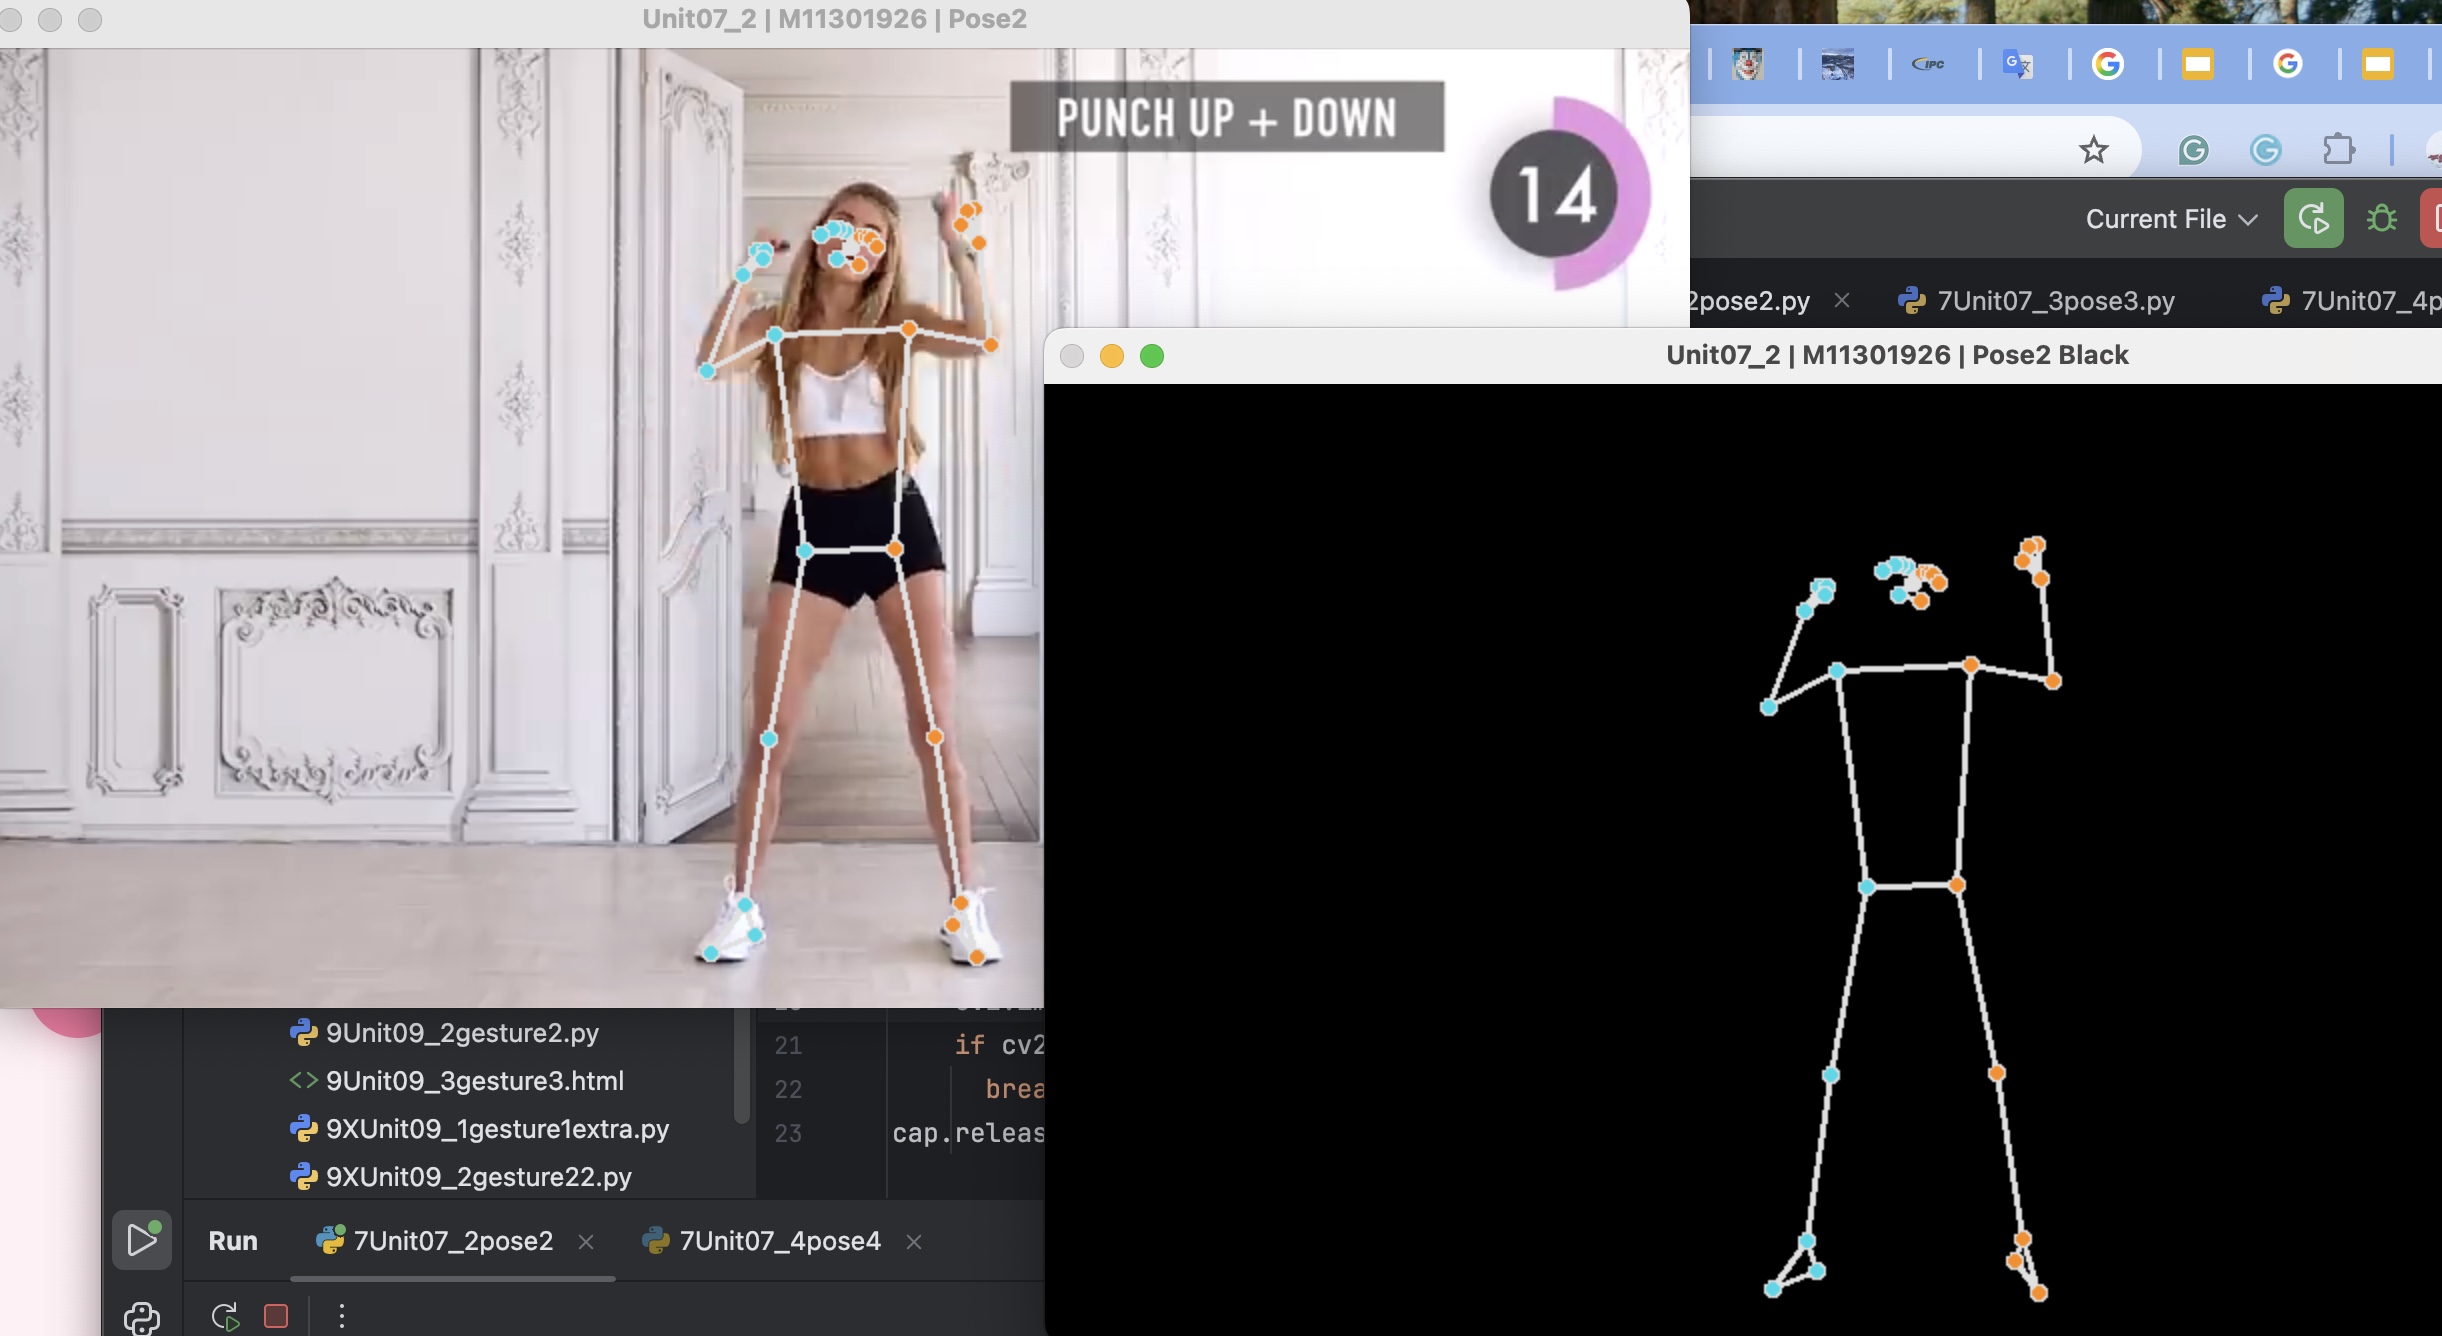 Unit07_2 | M11301926 | Pose2
PUNCH UP + DOWN
14
IPC
Current File
2pose2.py
7Unit07_3pose3.py
7Unit07_4p
Unit07_2 | M11301926 | Pose2 Black
9Unit09_2gesture2.py
9Unit09_3gesture3.html
9XUnit09_1gesture1extra.py
9XUnit09_2gesture22.py
21 if cv2
22 brea
23 cap.releas
Run 7Unit07_2pose2 7Unit07_4pose4